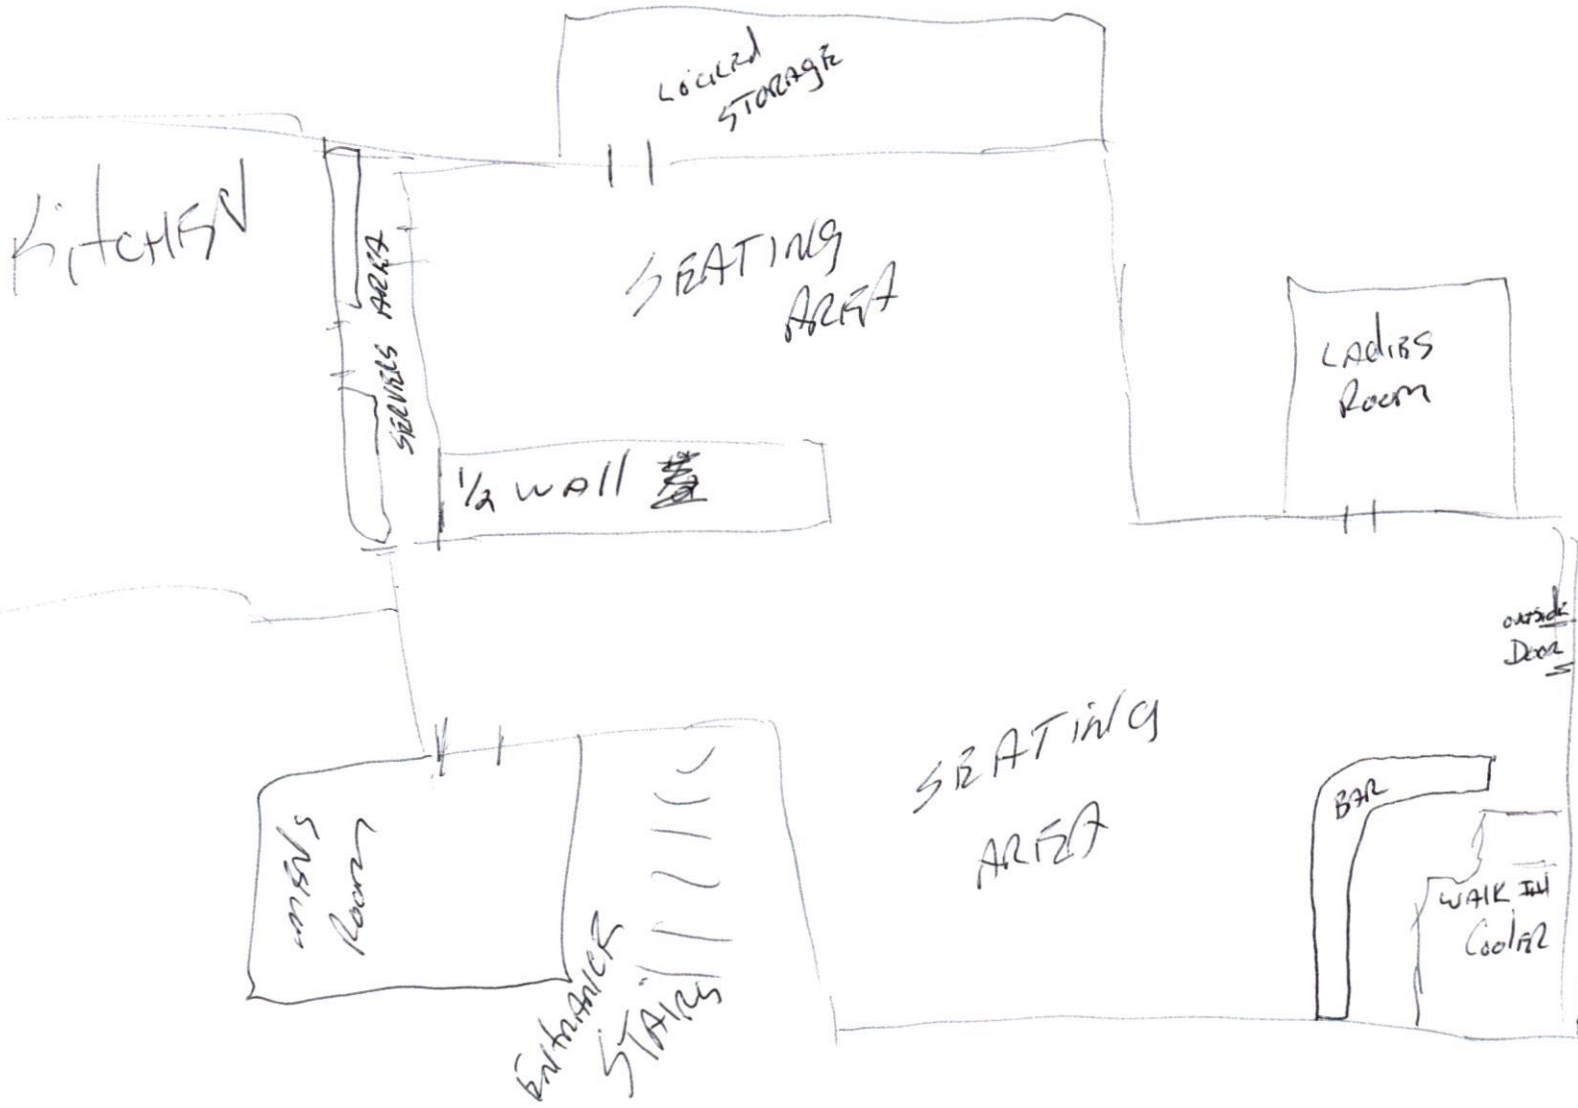 LOCKED
STORAGE
KITCHEN
SERVERS AREA
SEATING
AREA
LADIES
ROOM
1/2 WALL
OUTSIDE
DOOR
SEATING
AREA
BAR
WALK IN
COOLER
MENS
ROOM
ENTRANCE
STAIRS